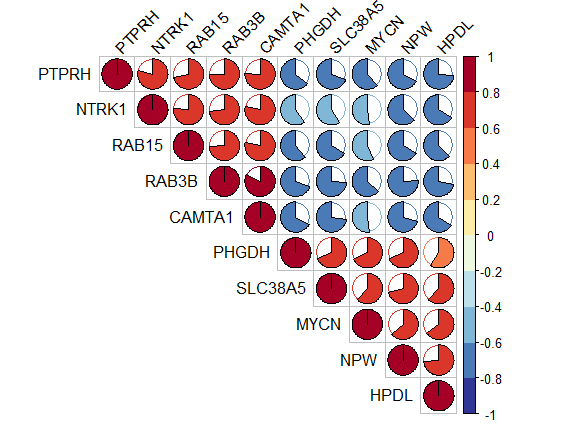 PTPRH
NTRK1
RAB15
RAB3B
CAMTA1
PHGDH
SLC38A5
MYCN
NPW
HPDL
PTPRH
NTRK1
RAB15
RAB3B
CAMTA1
PHGDH
SLC38A5
MYCN
NPW
HPDL
1
0.8
0.6
0.4
0.2
0
-0.2
-0.4
-0.6
-0.8
-1